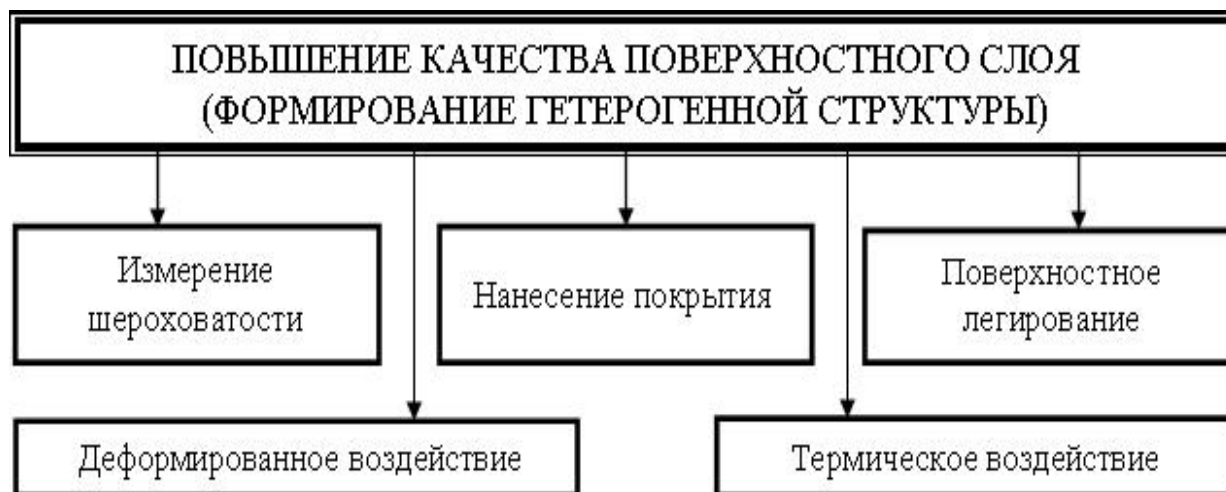 ПОВЫШЕНИЕ КАЧЕСТВА ПОВЕРХНОСТНОГО СЛОЯ
(ФОРМИРОВАНИЕ ГЕТЕРОГЕННОЙ СТРУКТУРЫ)
Измерение
шероховатости
Нанесение покрытия
Поверхностное
легирование
Деформированное воздействие
Термическое воздействие